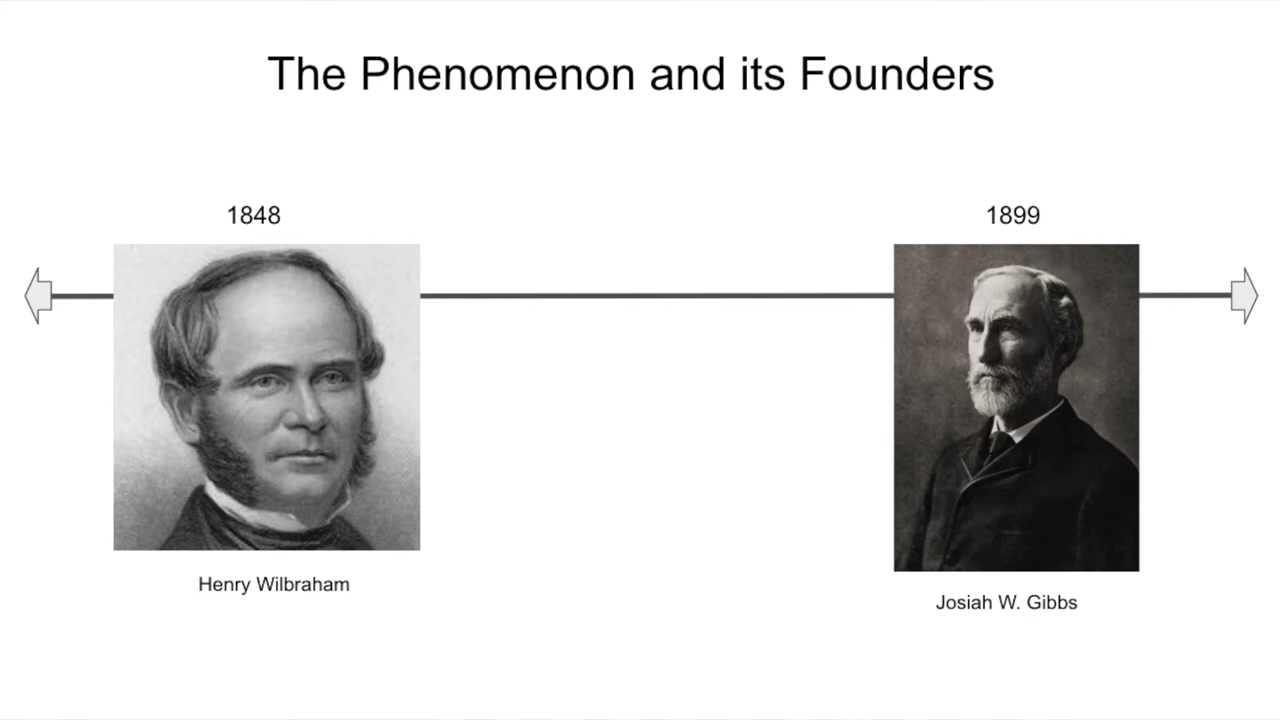 The Phenomenon and its Founders
1848
1899
Henry Wilbraham
Josiah W. Gibbs